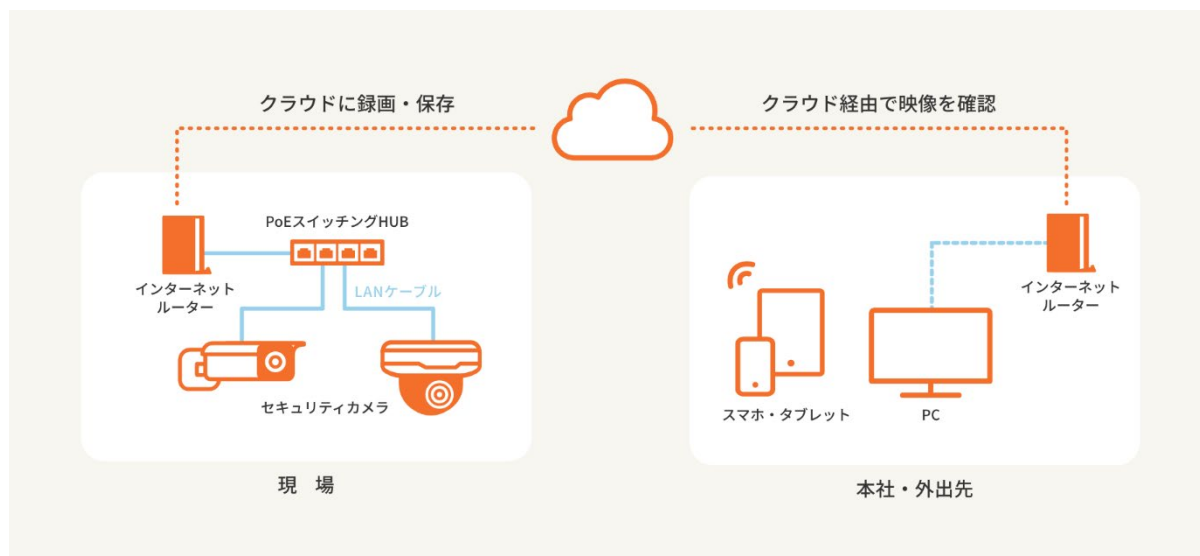 クラウドに録画・保存
クラウド経由で映像を確認
PoEスイッチングHUB
インターネット
ルーター
LANケーブル
セキュリティカメラ
現 場
インターネット
ルーター
スマホ・タブレット
PC
本社・外出先